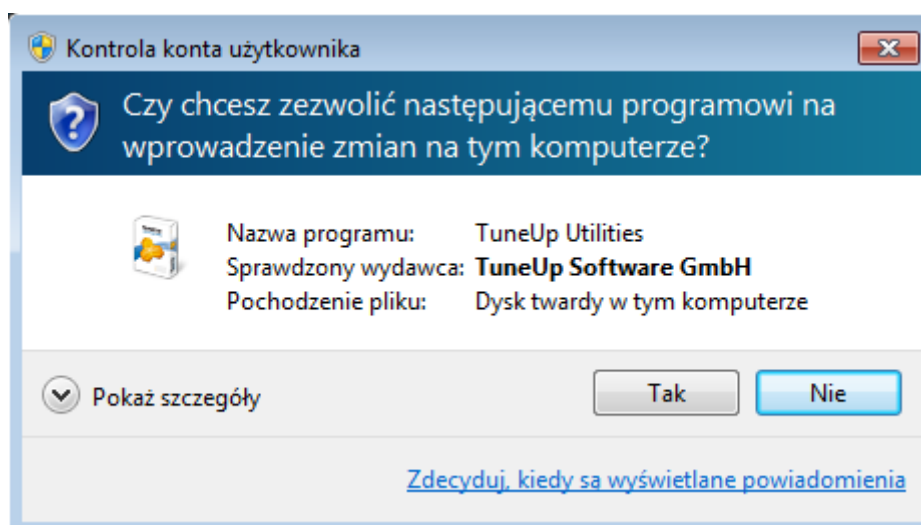 Kontrola konta użytkownika
Czy chcesz zezwolić następującemu programowi na
wprowadzenie zmian na tym komputerze?
Nazwa programu: TuneUp Utilities
Sprawdzony wydawca: TuneUp Software GmbH
Pochodzenie pliku: Dysk twardy w tym komputerze
Pokaż szczegóły
Tak
Nie
Zdecyduj, kiedy są wyświetlane powiadomienia